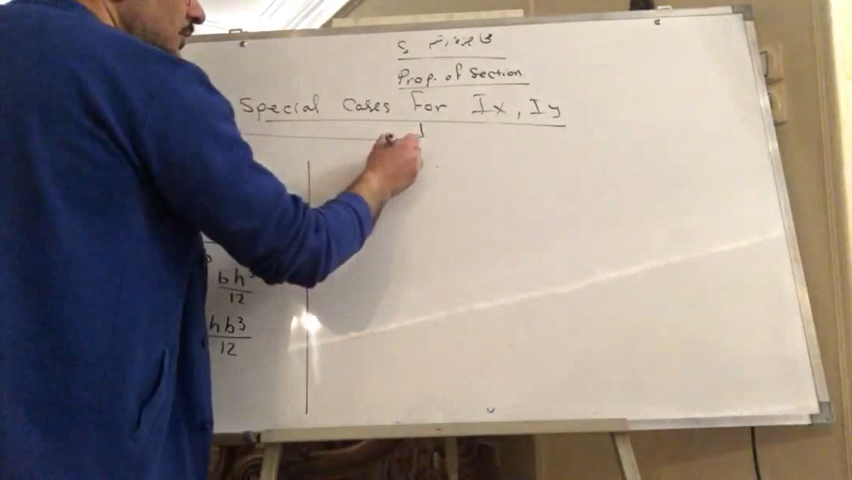 Prop. of Section
Special Cases For Ix, Iy
bh³/12
hb³/12